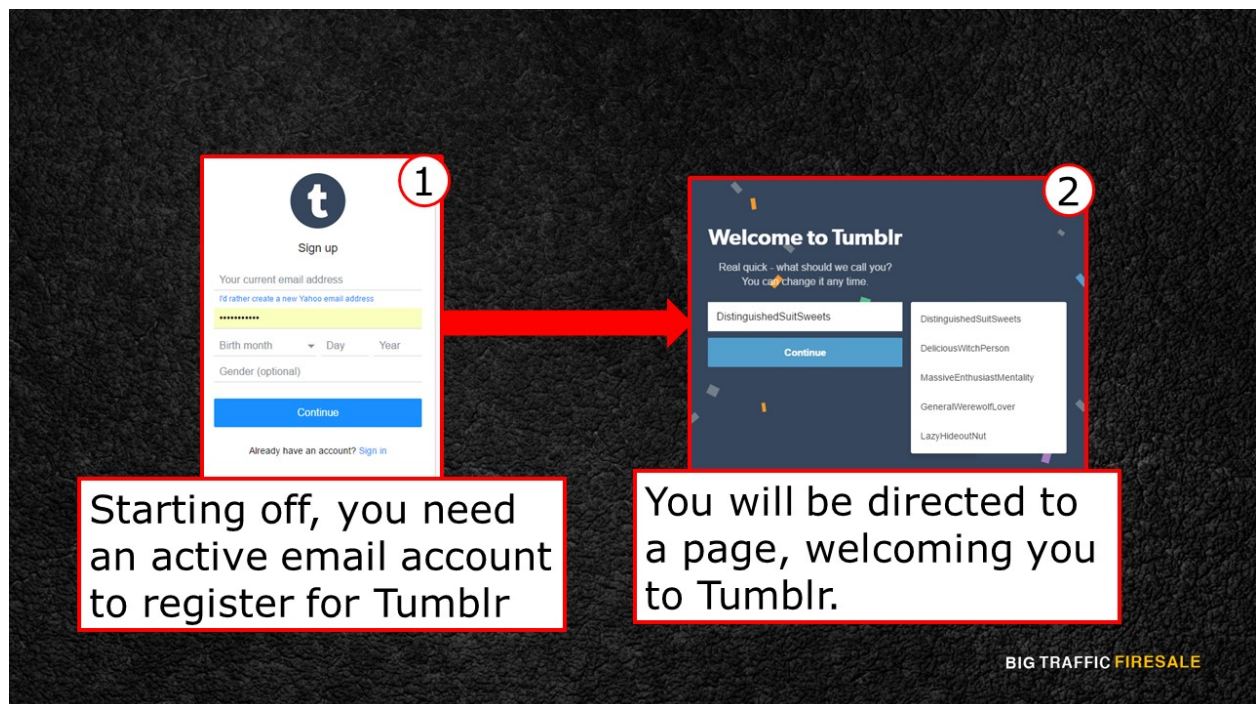 1
t
Sign up
Your current email address
I'd rather create a new Yahoo email address
•••••••••••
Birth month Day Year
Gender (optional)
Continue
Already have an account? Sign in
Starting off, you need
an active email account
to register for Tumblr
2
Welcome to Tumblr
Real quick - what should we call you?
You can change it any time.
DistinguishedSuitSweets
Continue
DistinguishedSuitSweets
DeliciousWitchPerson
MassiveEnthusiastMentality
GeneralWerewolfLover
LazyHideoutNut
You will be directed to
a page, welcoming you
to Tumblr.
BIG TRAFFIC FIRESALE